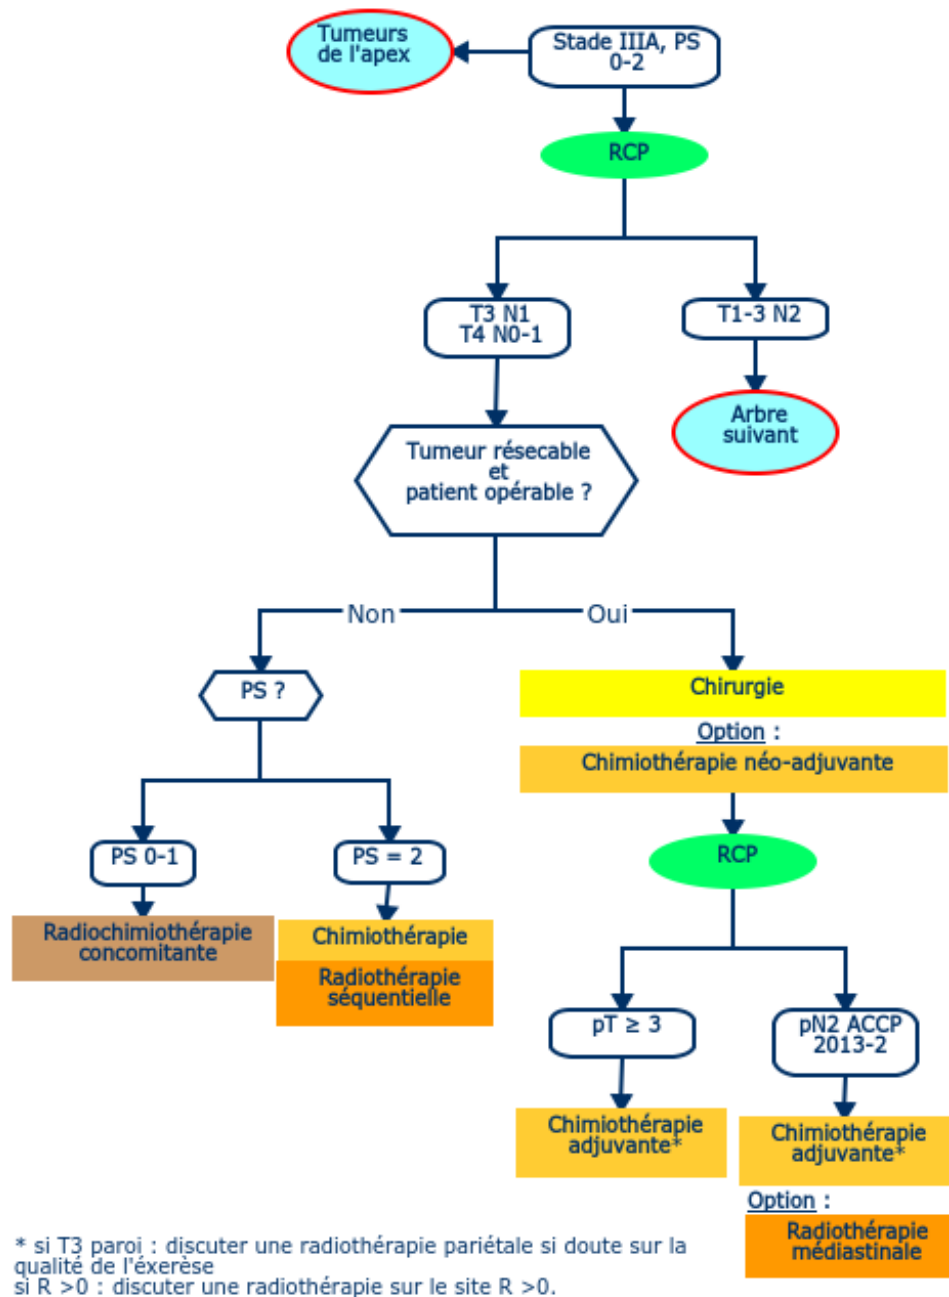 Tumeurs
de l'apex
Stade IIIA, PS
0-2
RCP
T3 N1
T4 N0-1
T1-3 N2
Arbre
suivant
Tumeur résecable
et
patient opérable ?
Non
Oui
PS ?
Chirurgie
Option :
Chimiothérapie néo-adjuvante
PS 0-1
PS = 2
RCP
Radiochimiothérapie
concomitante
Chimiothérapie
Radiothérapie
séquentielle
pT ≥ 3
pN2 ACCP
2013-2
Chimiothérapie
adjuvante*
Chimiothérapie
adjuvante*
Option :
Radiothérapie
médiastinale
* si T3 paroi : discuter une radiothérapie pariétale si doute sur la
qualité de l'éxerèse
si R >0 : discuter une radiothérapie sur le site R >0.